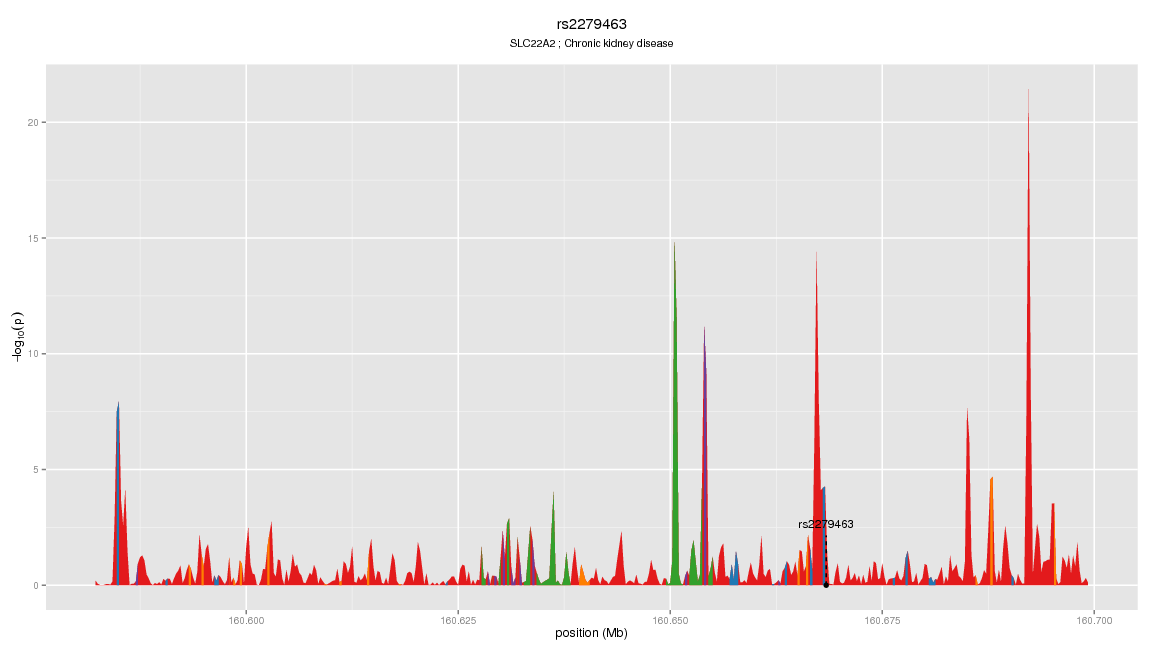 rs2279463
SLC22A2 ; Chronic kidney disease
20
15
10
5
0
−log10(p)
rs2279463
160.600
160.625
160.650
160.675
160.700
position (Mb)